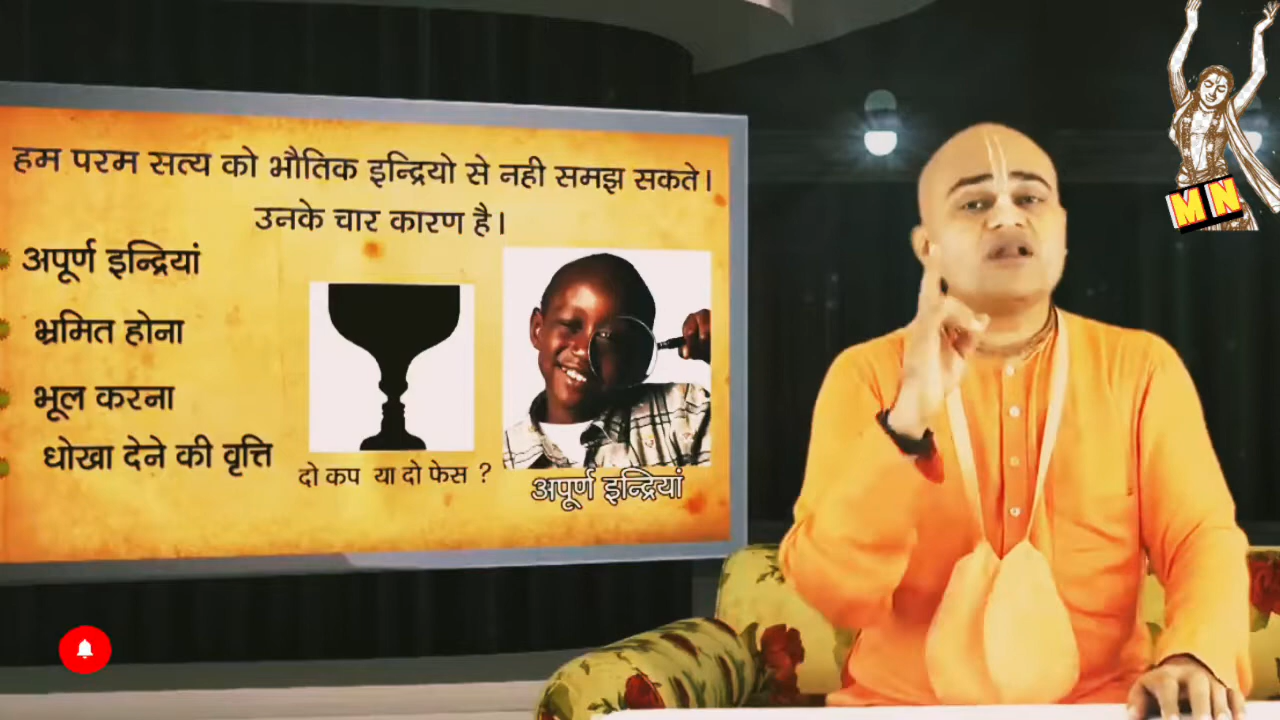 हम परम सत्य को भौतिक इन्द्रियो से नही समझ सकते।
उनके चार कारण है।
अपूर्ण इन्द्रियां
भ्रमित होना
भूल करना
धोखा देने की वृत्ति
दो कप या दो फेस ?
अपूर्ण इन्द्रियां
MN